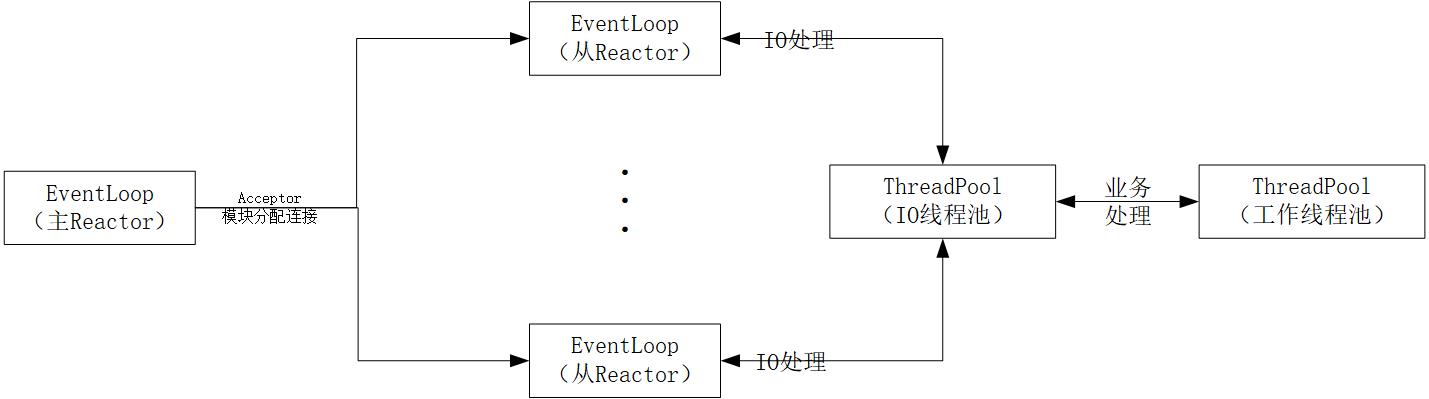 EventLoop
（从Reactor）
IO处理
EventLoop
（主Reactor）
Acceptor
模块分配连接
ThreadPool
（IO线程池）
业务
处理
ThreadPool
（工作线程池）
EventLoop
（从Reactor）
IO处理